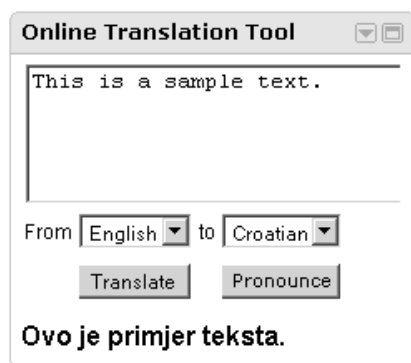 Online Translation Tool
This is a sample text.
From English to Croatian
Translate Pronounce
Ovo je primjer teksta.